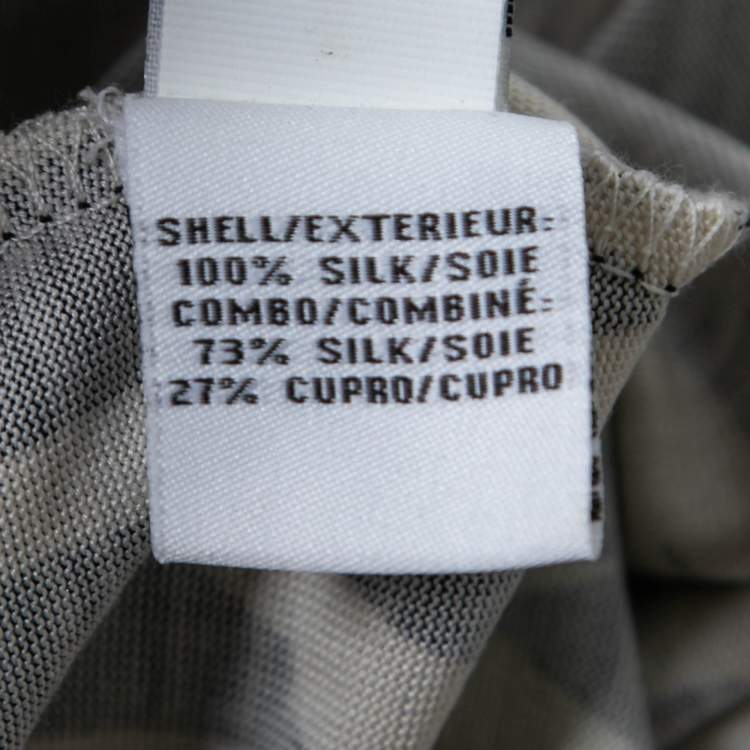 SHELL/EXTERIEUR:
100% SILK/SOIE
COMBO/COMBINÉ:
73% SILK/SOIE
27% CUPRO/CUPRO